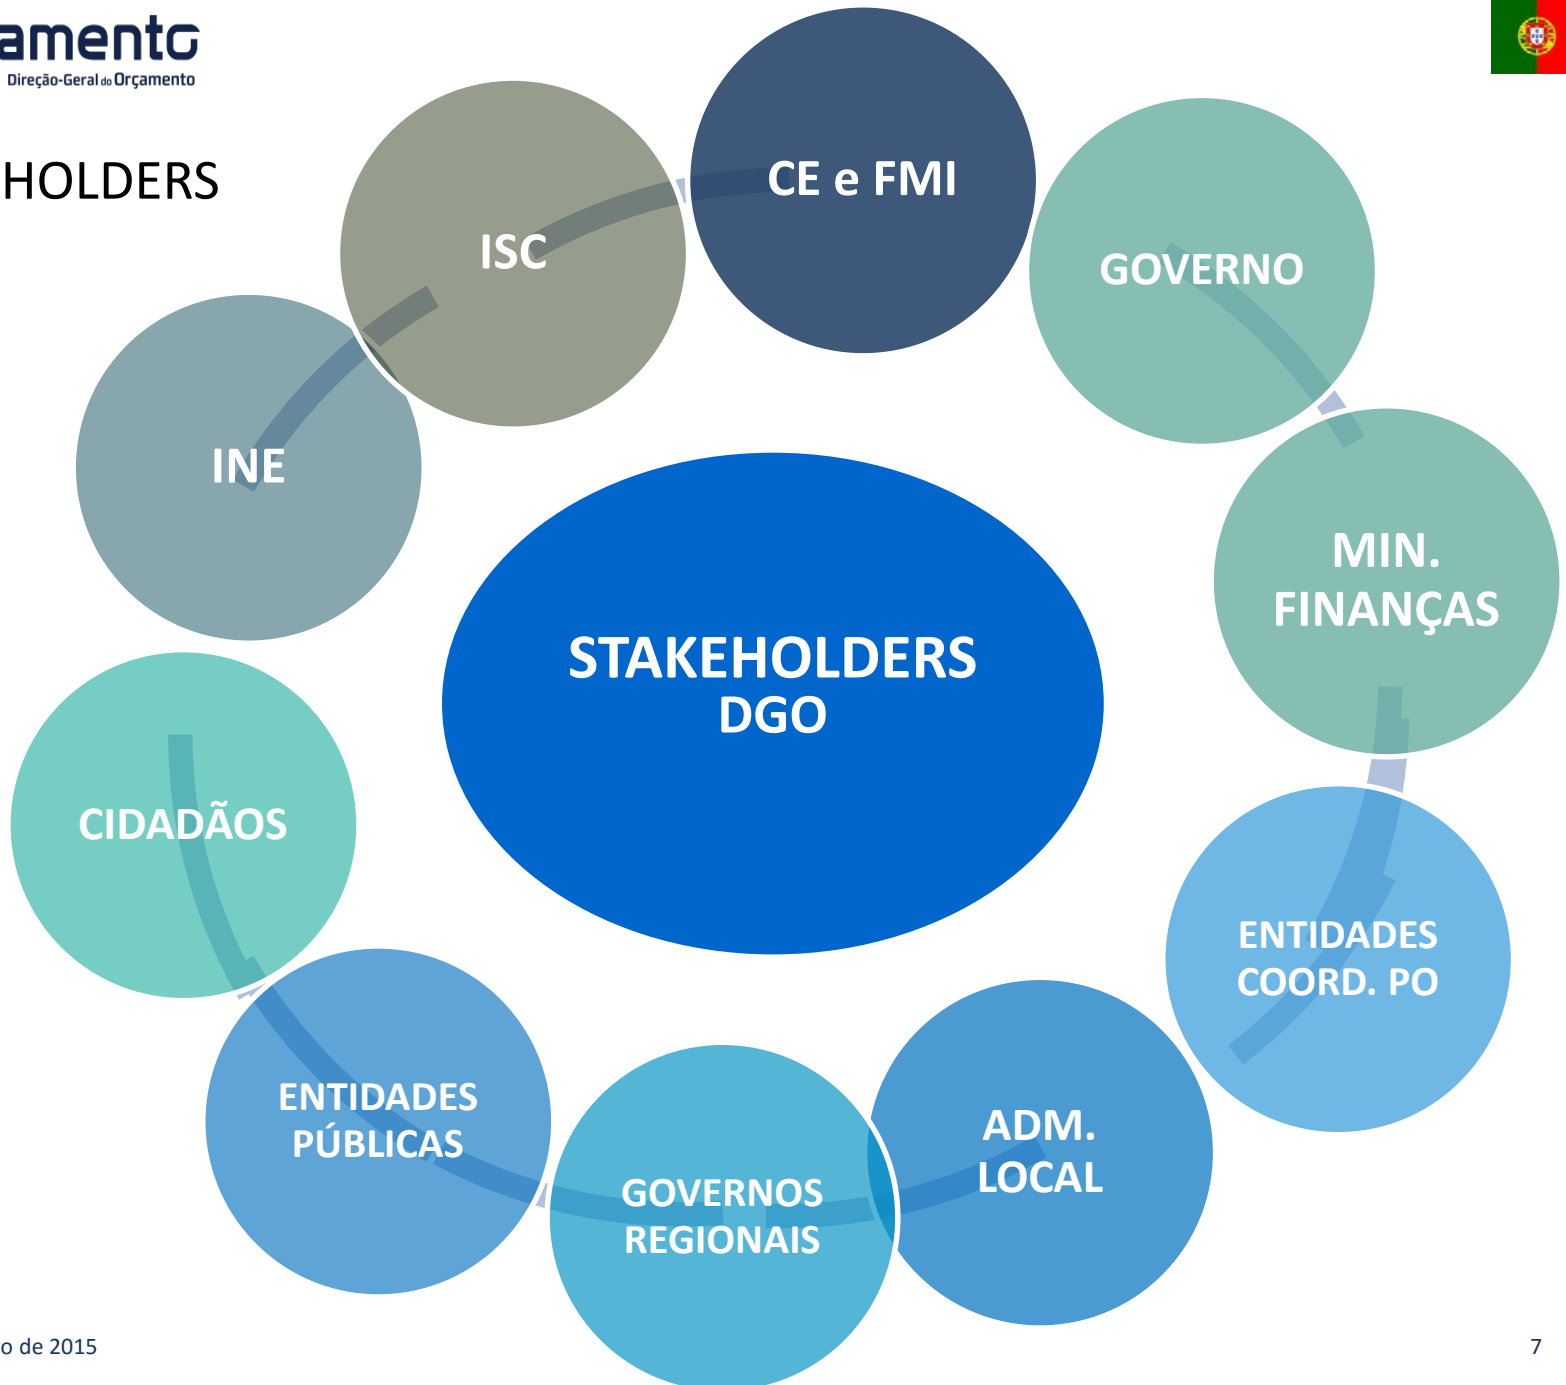 amento
Direção-Geral do Orçamento
HOLDERS
CE e FMI
ISC
GOVERNO
INE
MIN.
FINANÇAS
STAKEHOLDERS
DGO
CIDADÃOS
ENTIDADES
COORD. PO
ENTIDADES
PÚBLICAS
ADM.
LOCAL
GOVERNOS
REGIONAIS
o de 2015
7